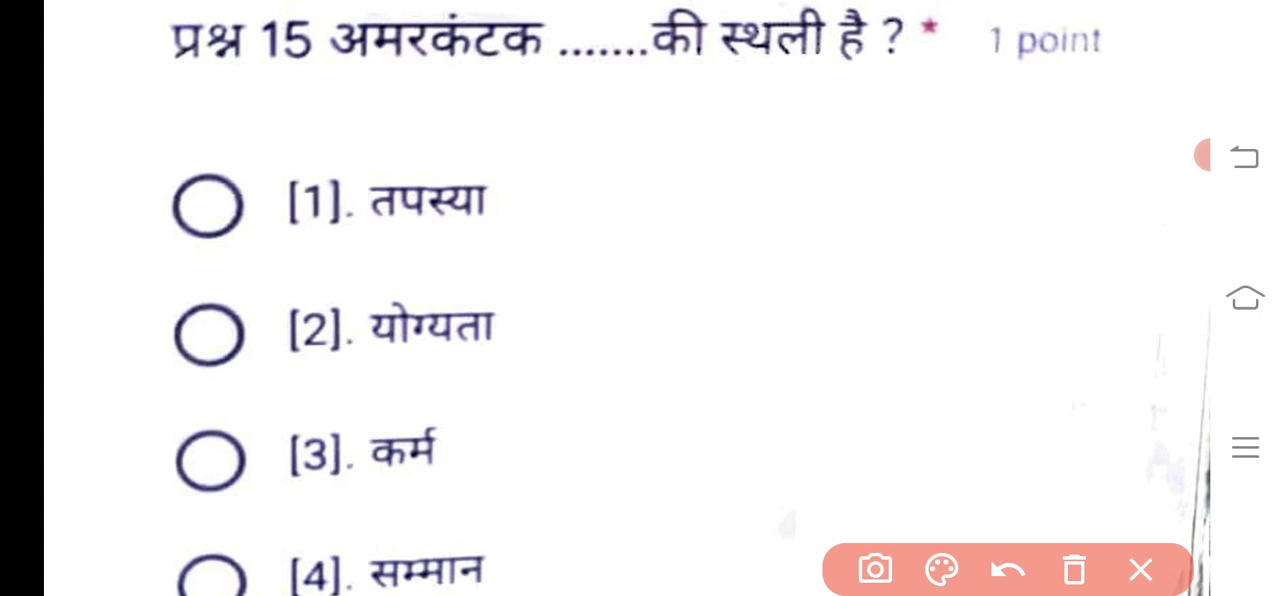 प्रश्न 15 अमरकंटक .......की स्थली है ? * 1 point
[1]. तपस्या
[2]. योग्यता
[3]. कर्म
[4]. सम्मान